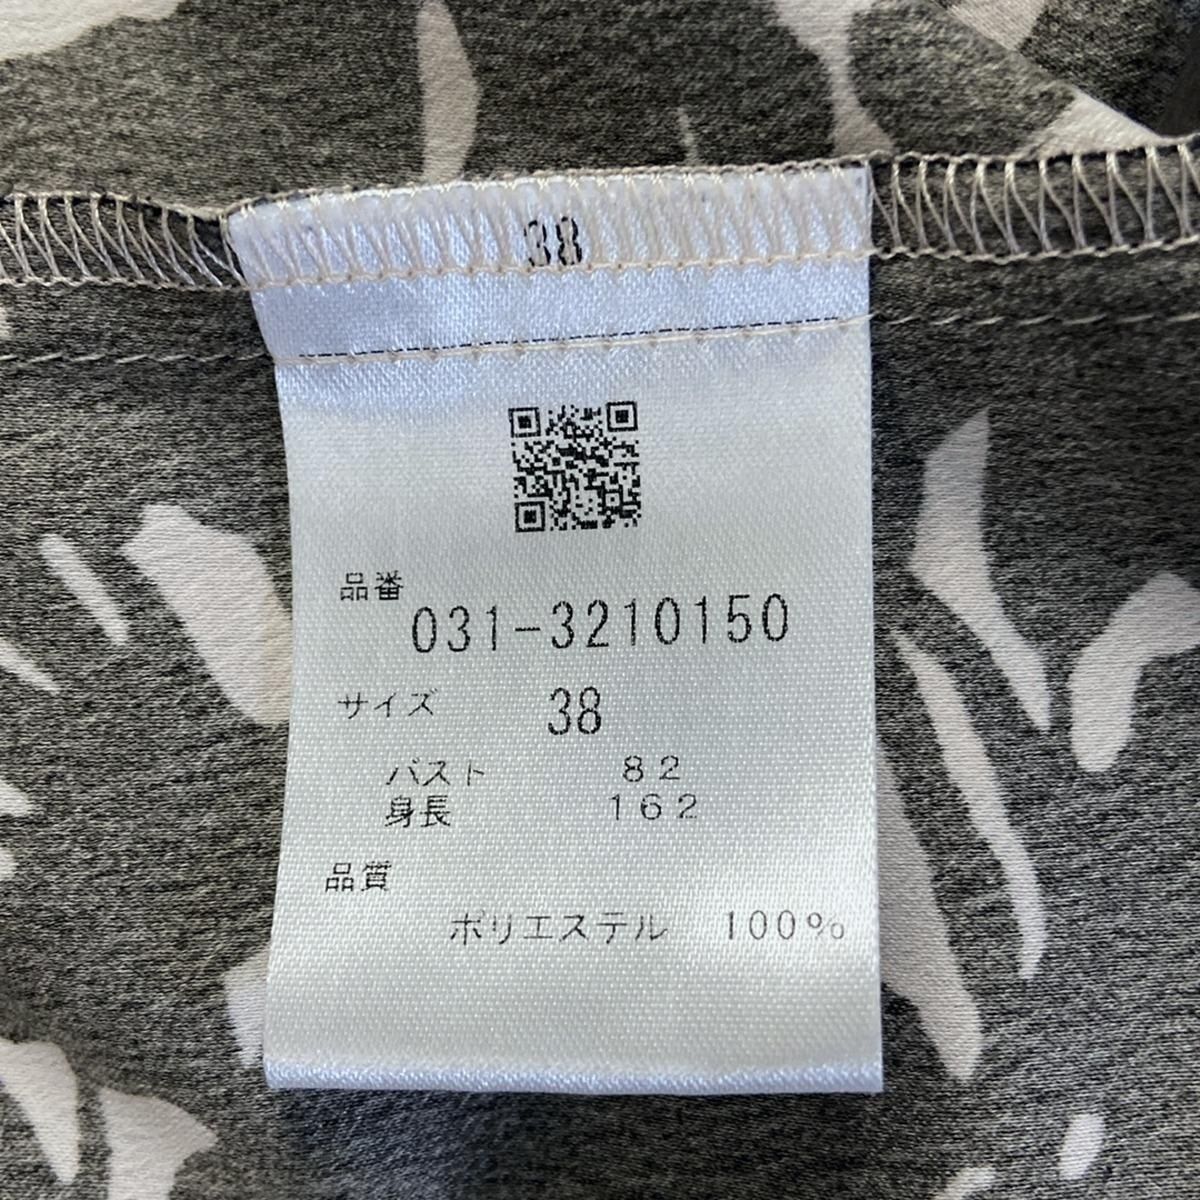 38
品番
031-3210150
サイズ 38
バスト 82
身長 162
品質
ポリエステル 100%